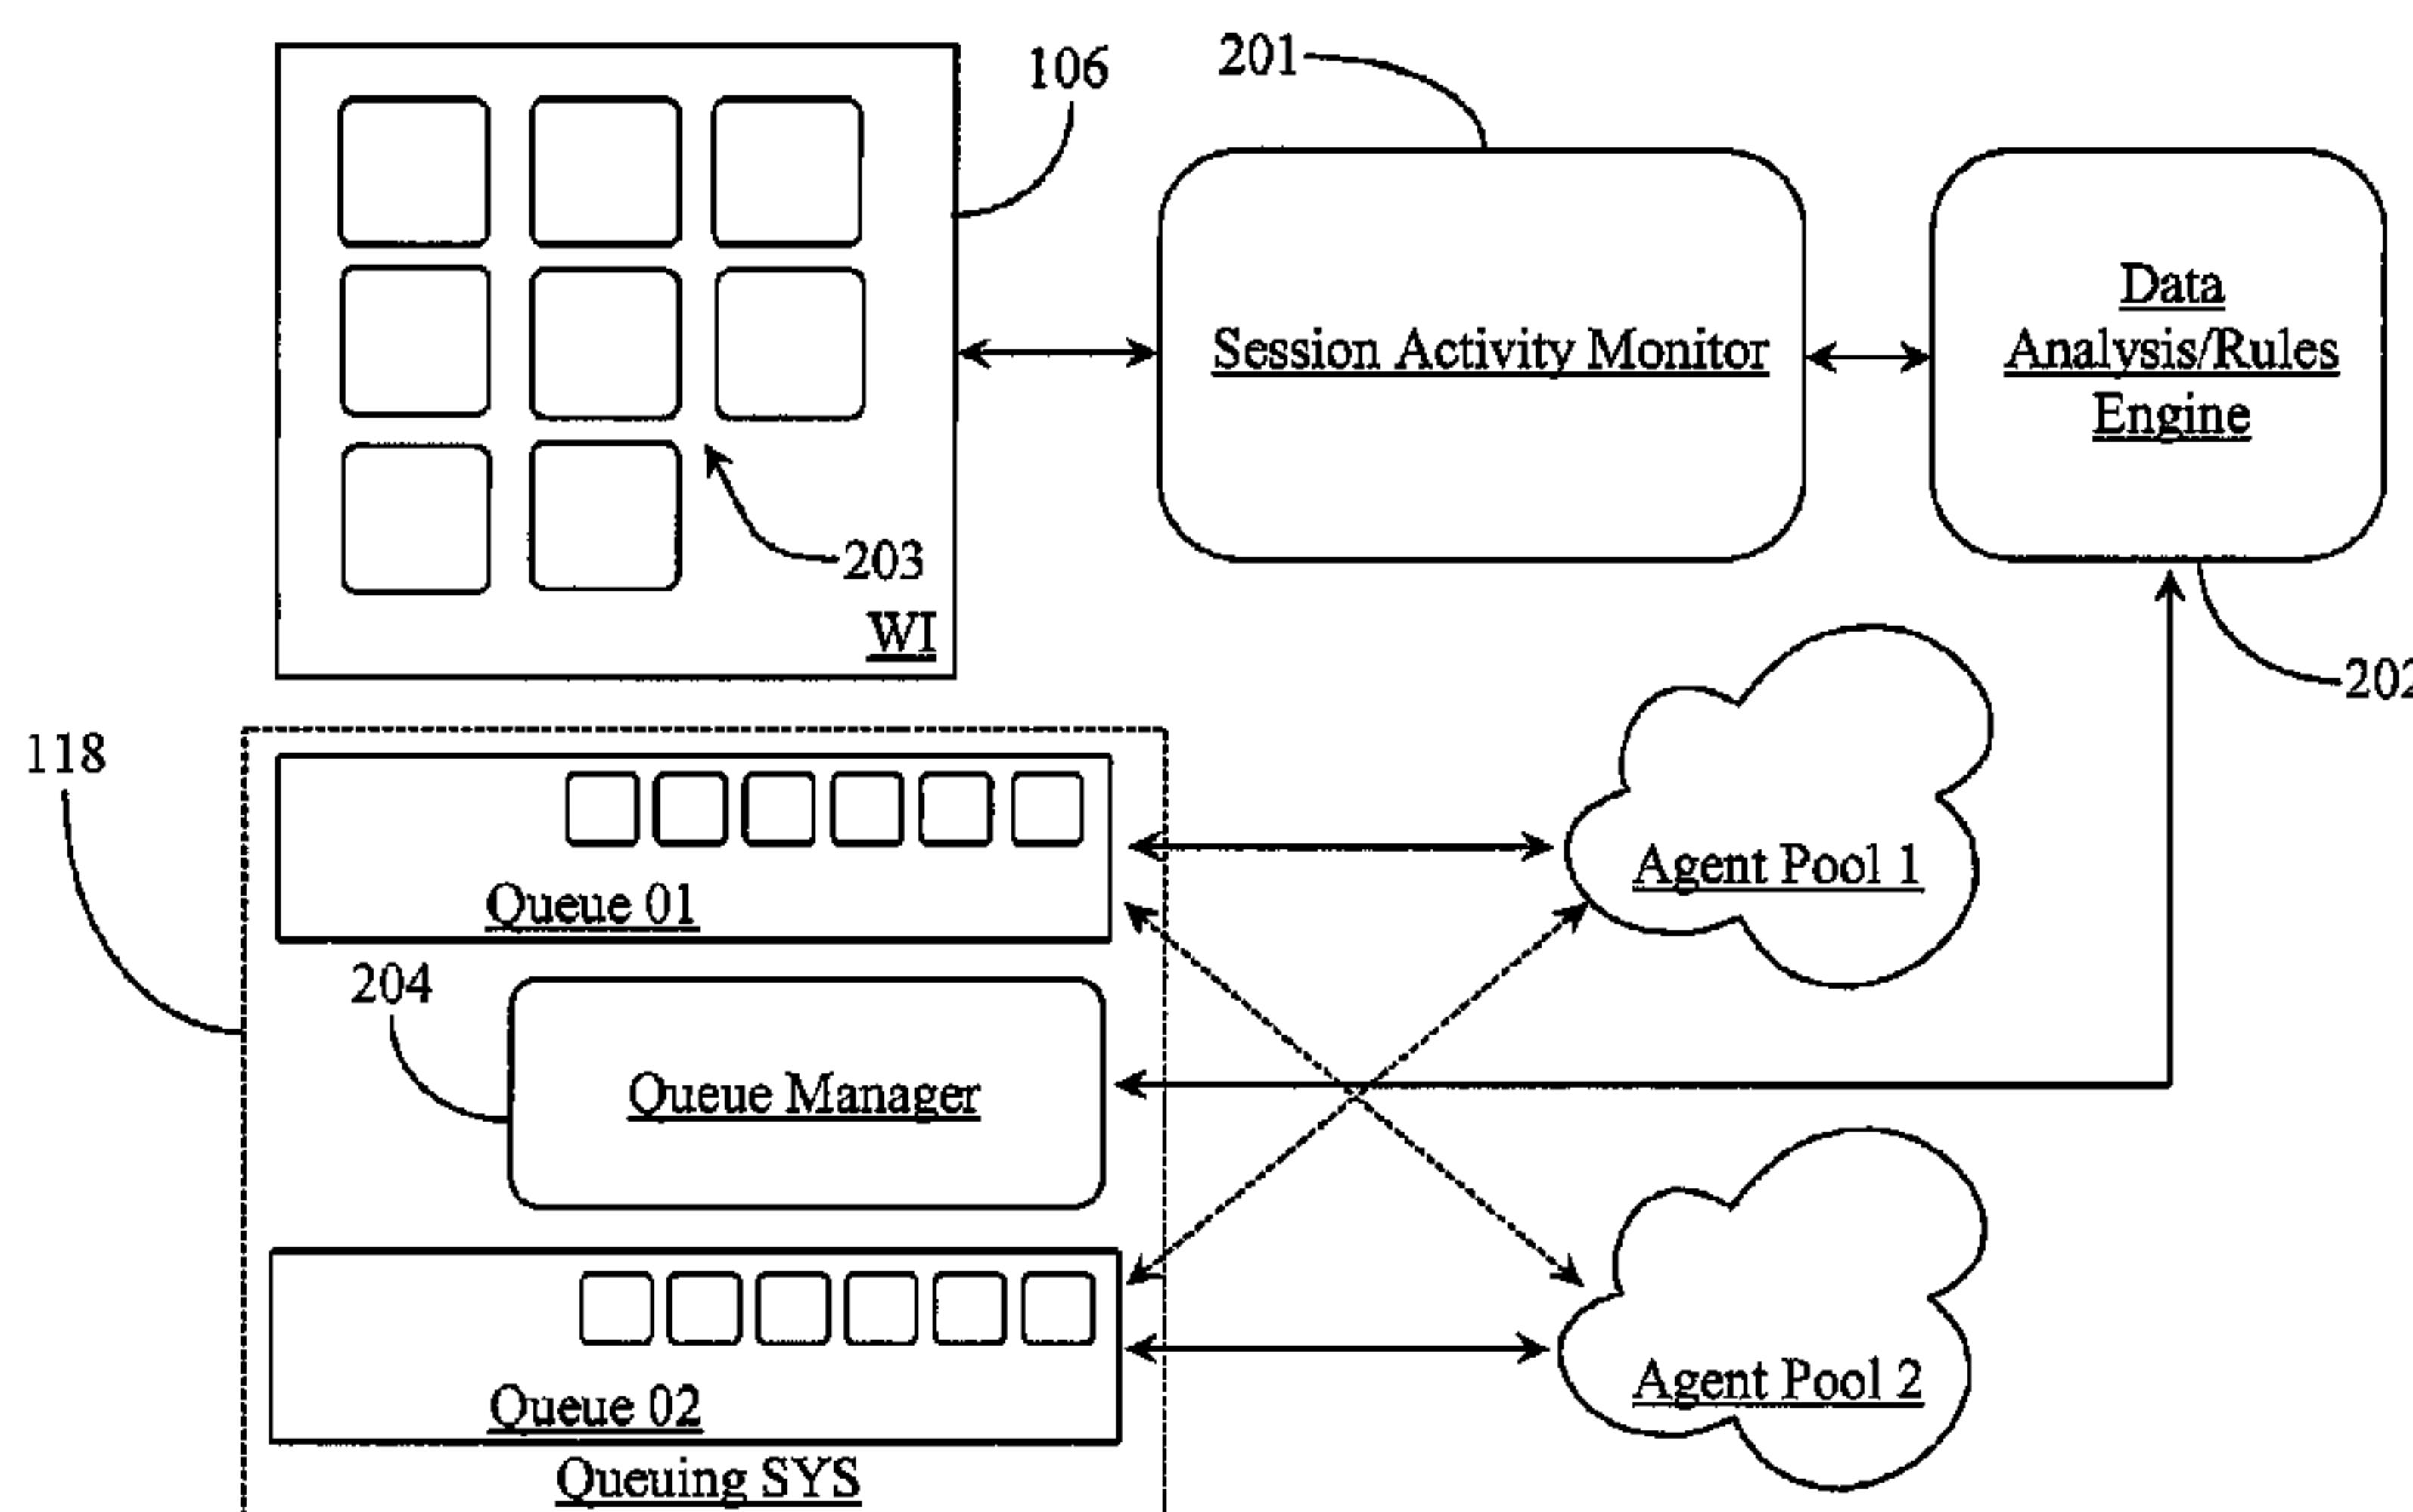 106
201
Data
Session Activity Monitor
Analysis/Rules
Engine
203
WI
202
118
Agent Pool 1
Queue 01
204
Queue Manager
Agent Pool 2
Queue 02
Queuing SYS